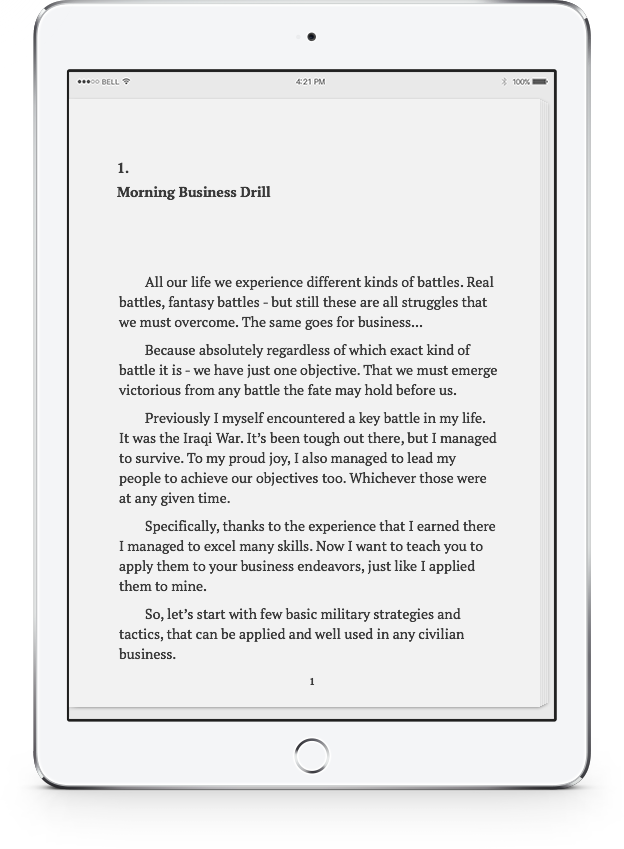 BELL
4:21 PM
100%
1.
Morning Business Drill
All our life we experience different kinds of battles. Real
battles, fantasy battles - but still these are all struggles that
we must overcome. The same goes for business...
Because absolutely regardless of which exact kind of
battle it is - we have just one objective. That we must emerge
victorious from any battle the fate may hold before us.
Previously I myself encountered a key battle in my life.
It was the Iraqi War. It’s been tough out there, but I managed
to survive. To my proud joy, I also managed to lead my
people to achieve our objectives too. Whichever those were
at any given time.
Specifically, thanks to the experience that I earned there
I managed to excel many skills. Now I want to teach you to
apply them to your business endeavors, just like I applied
them to mine.
So, let’s start with few basic military strategies and
tactics, that can be applied and well used in any civilian
business.
1